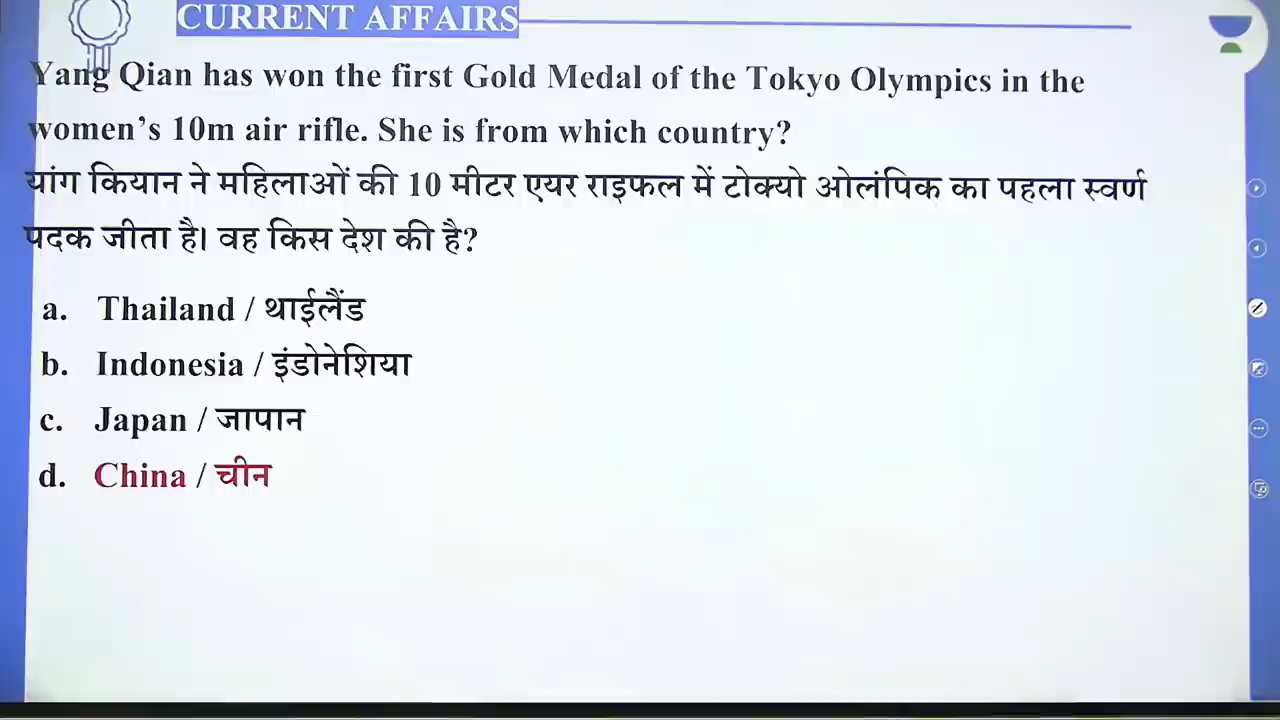 CURRENT AFFAIRS
Yang Qian has won the first Gold Medal of the Tokyo Olympics in the
women’s 10m air rifle. She is from which country?
यांग कियान ने महिलाओं की 10 मीटर एयर राइफल में टोक्यो ओलंपिक का पहला स्वर्ण
पदक जीता है। वह किस देश की है?
a. Thailand / थाईलैंड
b. Indonesia / इंडोनेशिया
c. Japan / जापान
d. China / चीन